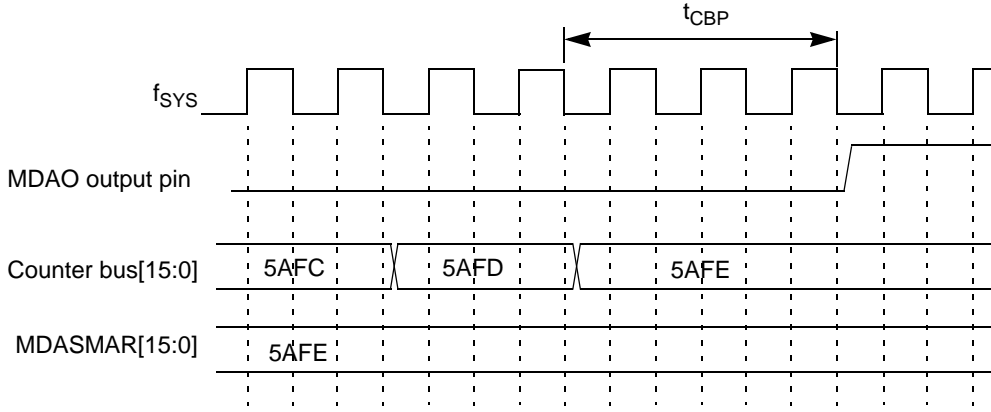 tCBP
fSYS
MDAO output pin
Counter bus[15:0]
5AFC
5AFD
5AFE
MDASMAR[15:0]
5AFE